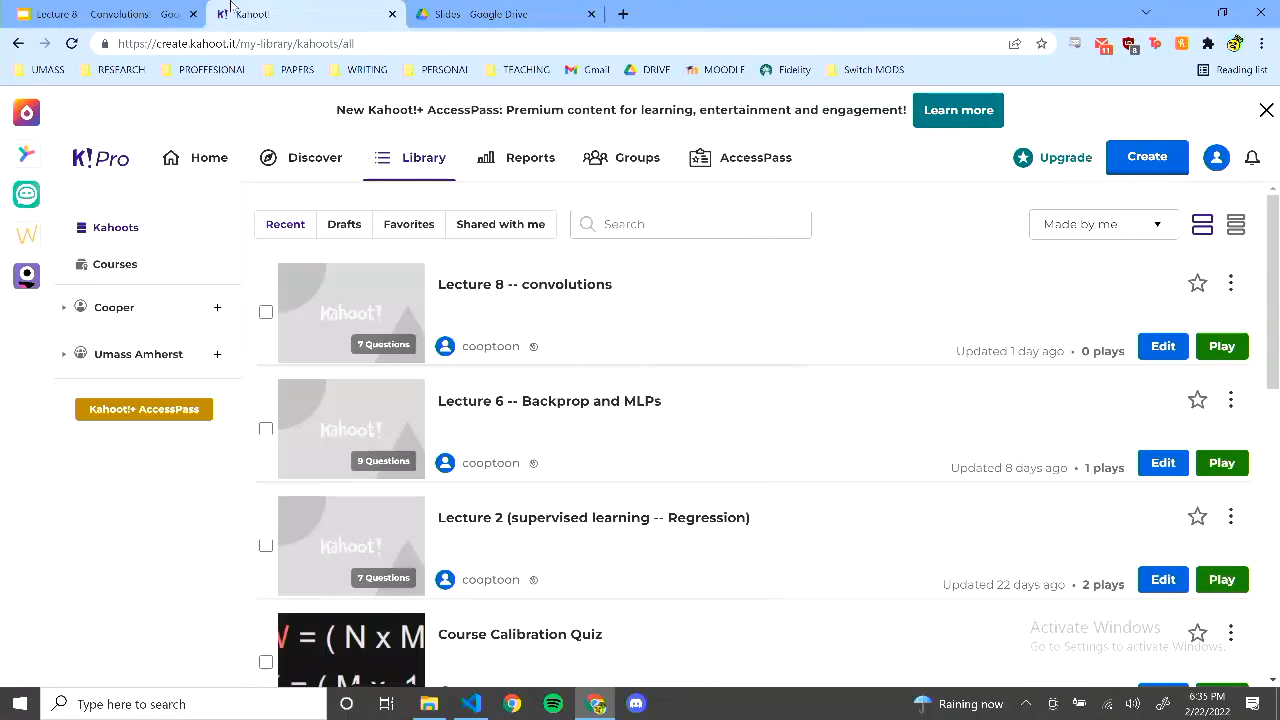 Lecture 8 -- Convolutions - Goo
Kahoot!
Slides - Google Drive
https://create.kahoot.it/my-library/kahoots/all
11
8
UMASS
RESEARCH
PROFFESIONAL
PAPERS
WRITING
PERSONAL
TEACHING
Gmail
DRIVE
MOODLE
Fidelity
Switch MODS
Reading list
New Kahoot!+ AccessPass: Premium content for learning, entertainment and engagement!
Learn more
K!Pro
Home
Discover
Library
Reports
Groups
AccessPass
Upgrade
Create
Kahoots
Courses
Cooper
Umass Amherst
Kahoot!+ AccessPass
Recent
Drafts
Favorites
Shared with me
Search
Made by me
Kahoot!
7 Questions
Lecture 8 -- convolutions
cooptoon
Updated 1 day ago • 0 plays
Edit
Play
Kahoot!
9 Questions
Lecture 6 -- Backprop and MLPs
cooptoon
Updated 8 days ago • 1 plays
Edit
Play
Kahoot!
7 Questions
Lecture 2 (supervised learning -- Regression)
cooptoon
Updated 22 days ago • 2 plays
Edit
Play
= ( N x M
Course Calibration Quiz
Activate Windows
Go to Settings to activate Windows.
Type here to search
Raining now
6:35 PM
2/22/2022